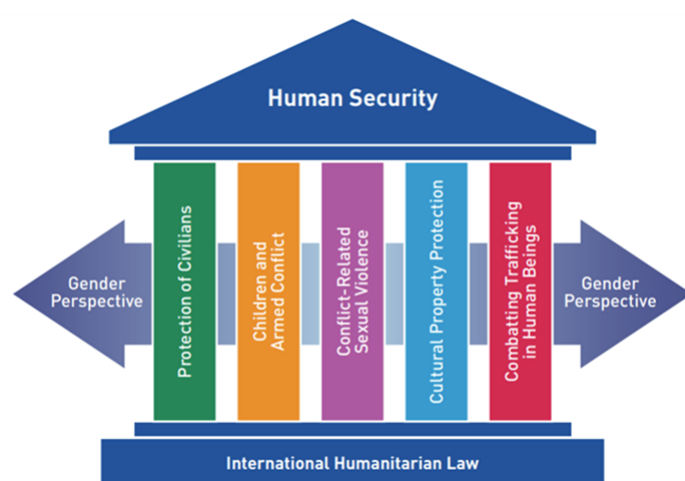 Human Security
Gender
Perspective
Protection of Civilians
Children and
Armed Conflict
Conflict-Related
Sexual Violence
Cultural Property Protection
Combatting Trafficking
in Human Beings
Gender
Perspective
International Humanitarian Law